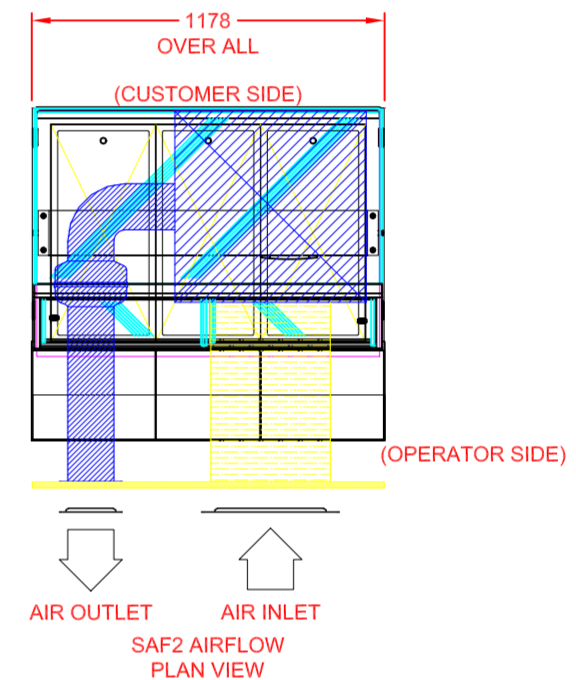 1178
OVER ALL
(CUSTOMER SIDE)
(OPERATOR SIDE)
AIR OUTLET
AIR INLET
SAF2 AIRFLOW
PLAN VIEW